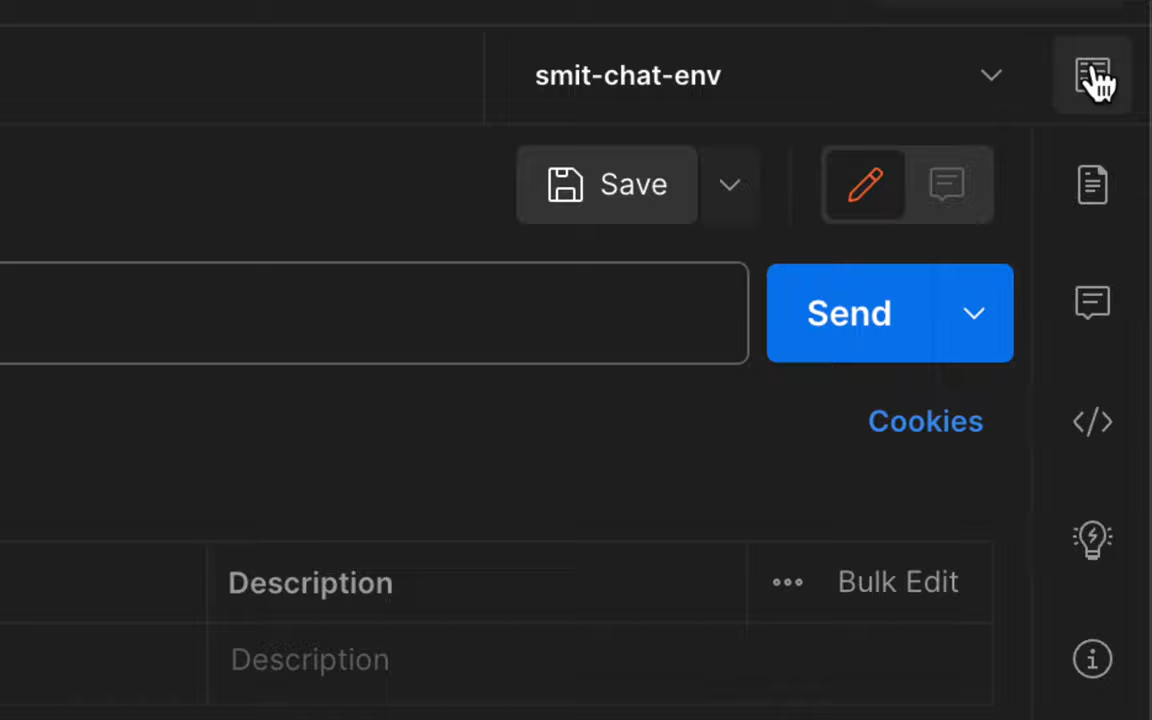 smit-chat-env
Save
Send
Cookies
Description
Bulk Edit
Description